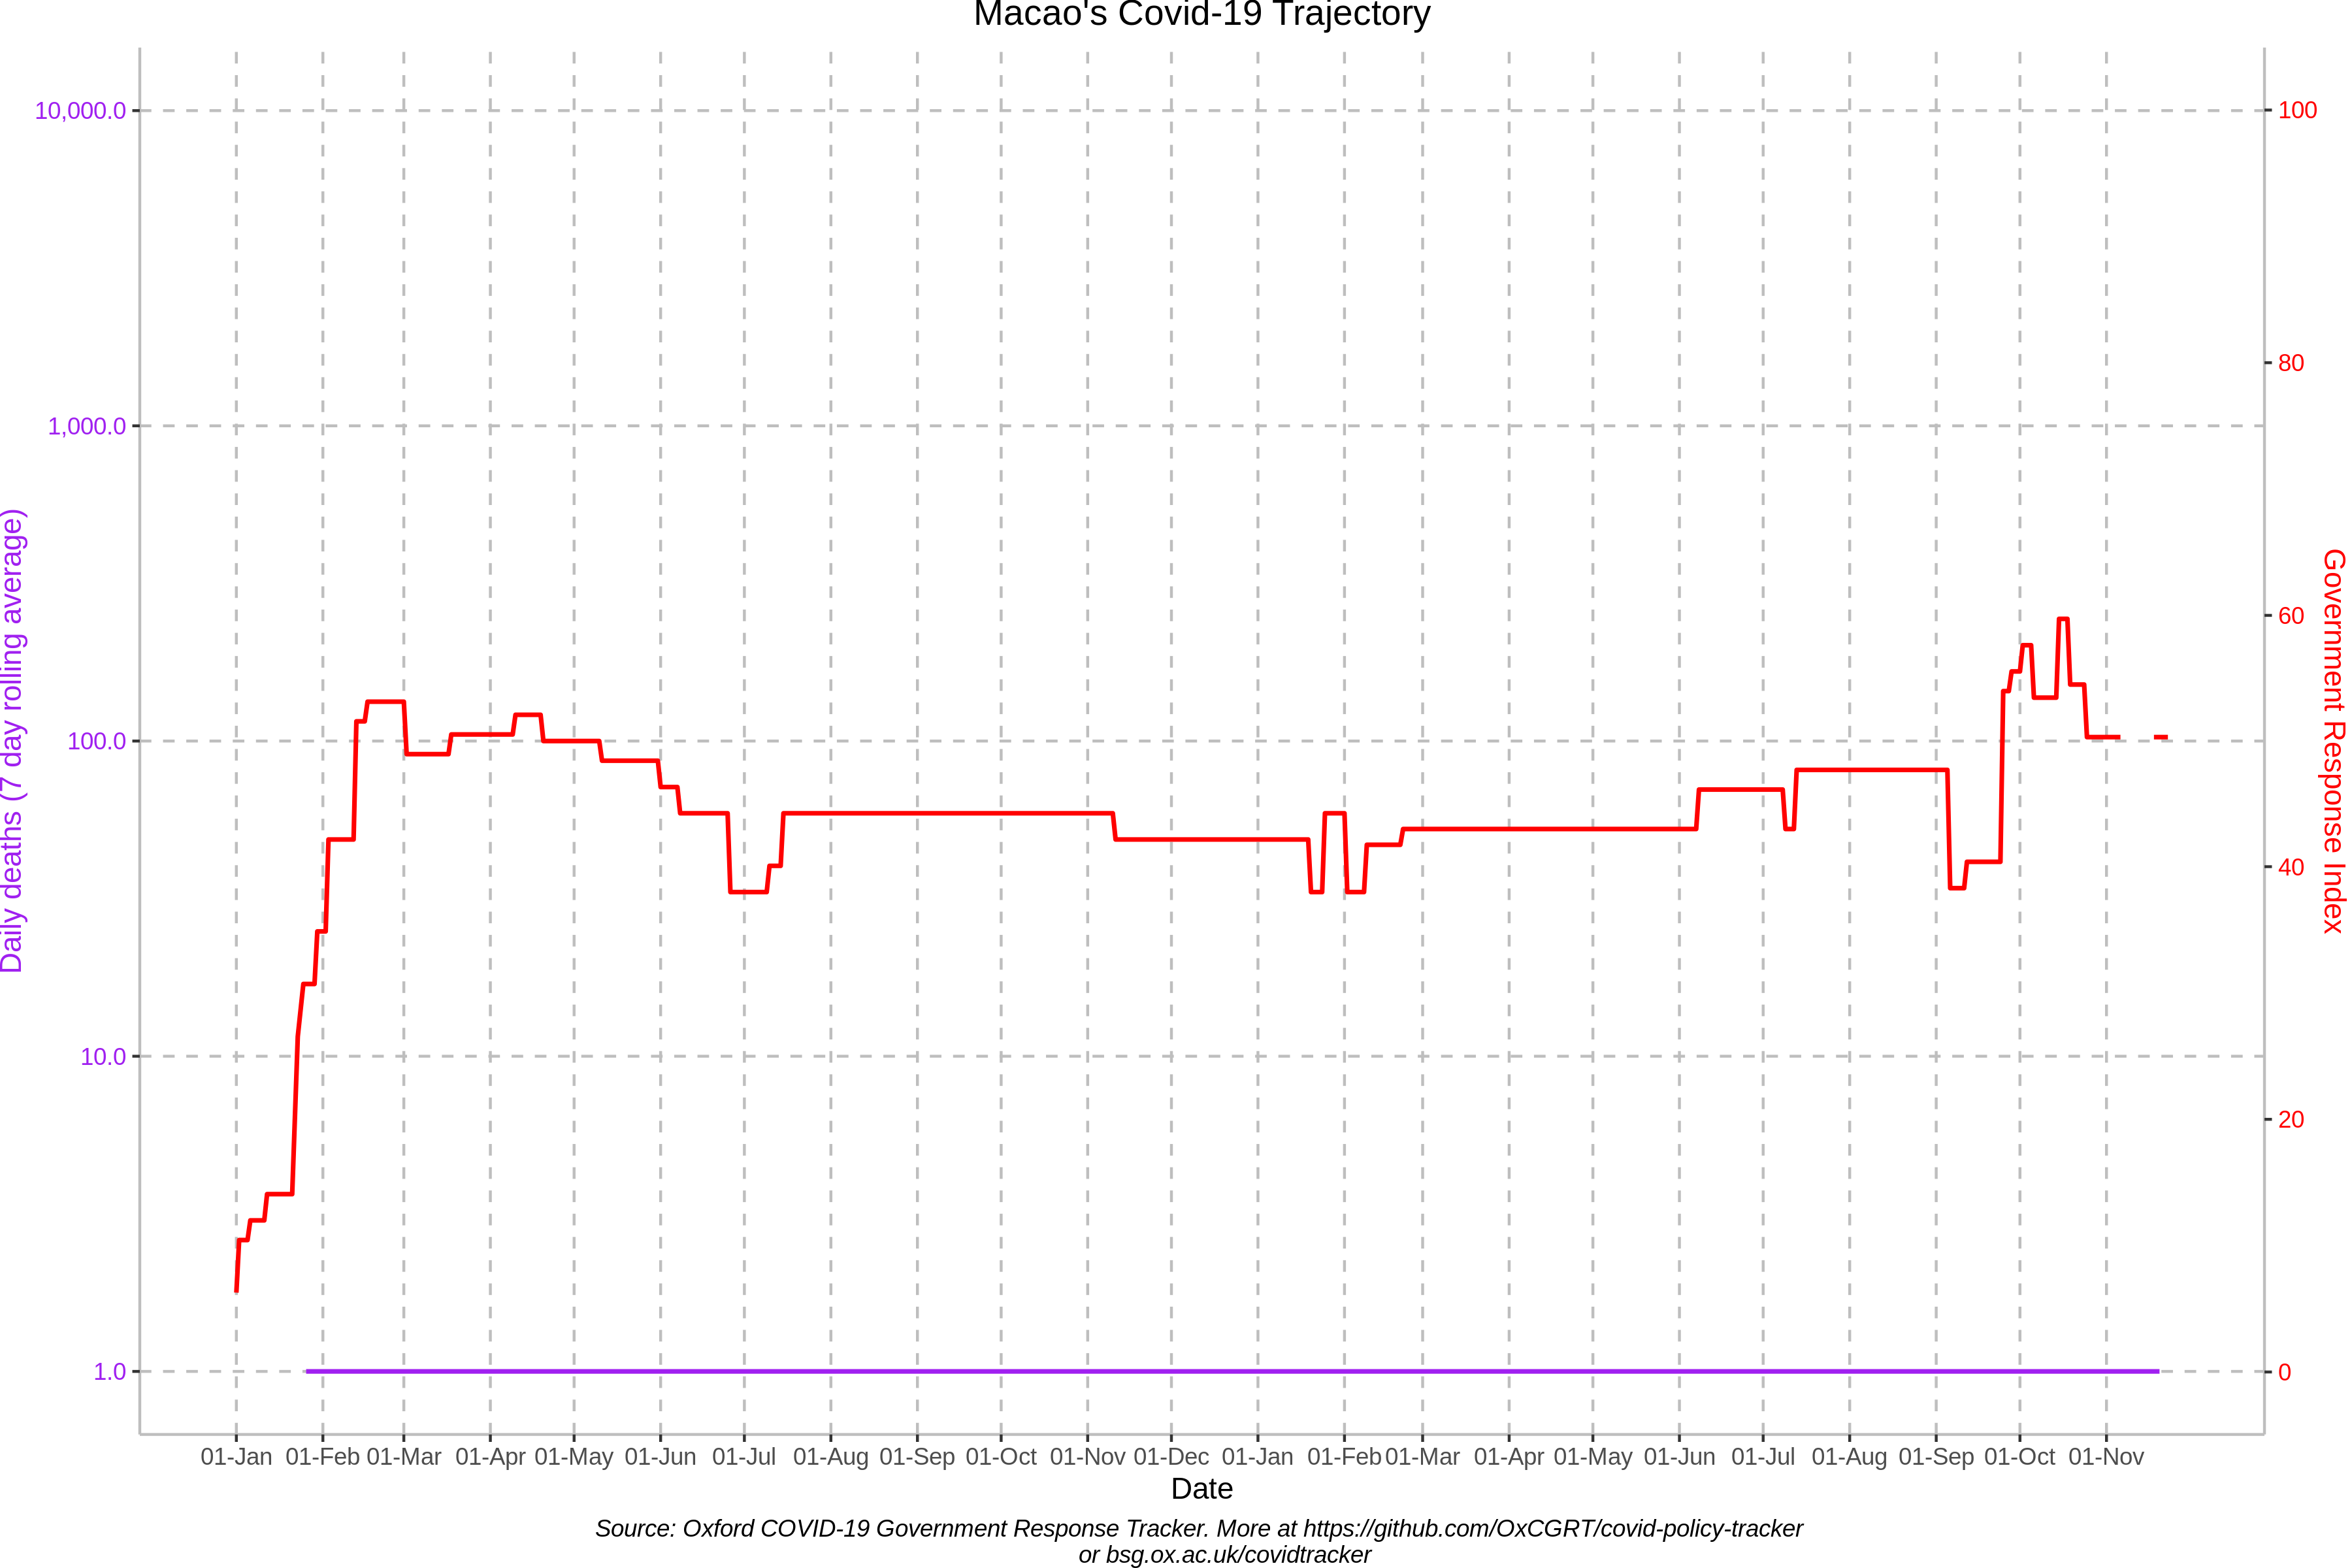 Macao's Covid-19 Trajectory
10,000.0
1,000.0
100.0
10.0
1.0
Daily deaths (7 day rolling average)
100
80
60
40
20
0
Government Response Index
01-Jan 01-Feb 01-Mar 01-Apr 01-May 01-Jun 01-Jul 01-Aug 01-Sep 01-Oct 01-Nov 01-Dec 01-Jan 01-Feb 01-Mar 01-Apr 01-May 01-Jun 01-Jul 01-Aug 01-Sep 01-Oct 01-Nov
Date
Source: Oxford COVID-19 Government Response Tracker. More at https://github.com/OxCGRT/covid-policy-tracker
or bsg.ox.ac.uk/covidtracker